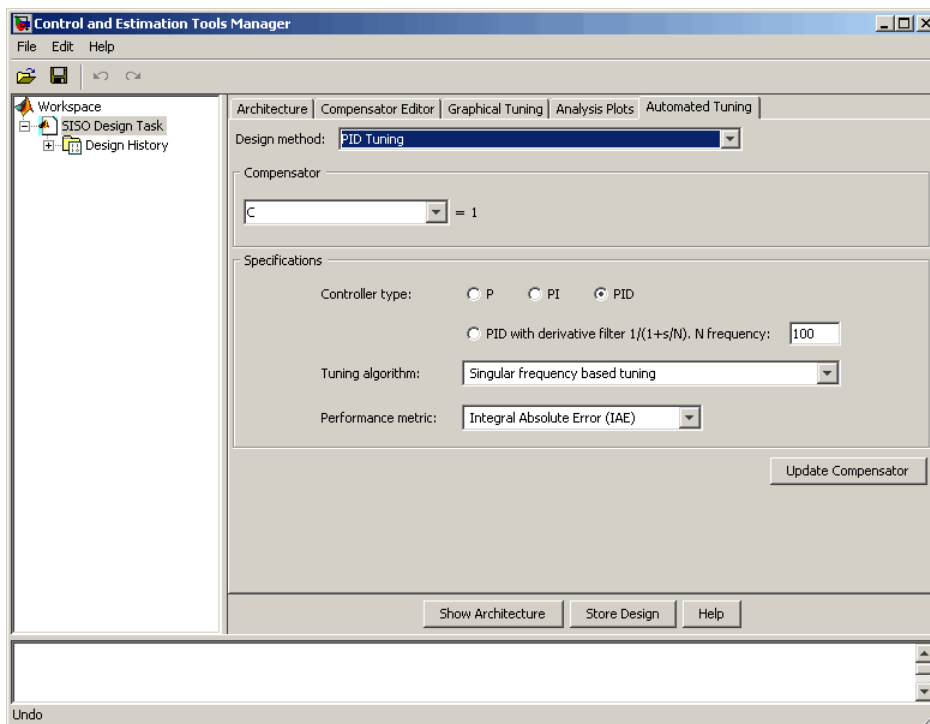 Control and Estimation Tools Manager
File Edit Help
Workspace
SISO Design Task
Design History
Architecture Compensator Editor Graphical Tuning Analysis Plots Automated Tuning
Design method: PID Tuning
Compensator
C = 1
Specifications
Controller type: P PI PID
PID with derivative filter 1/(1+s/N). N frequency: 100
Tuning algorithm: Singular frequency based tuning
Performance metric: Integral Absolute Error (IAE)
Update Compensator
Show Architecture Store Design Help
Undo